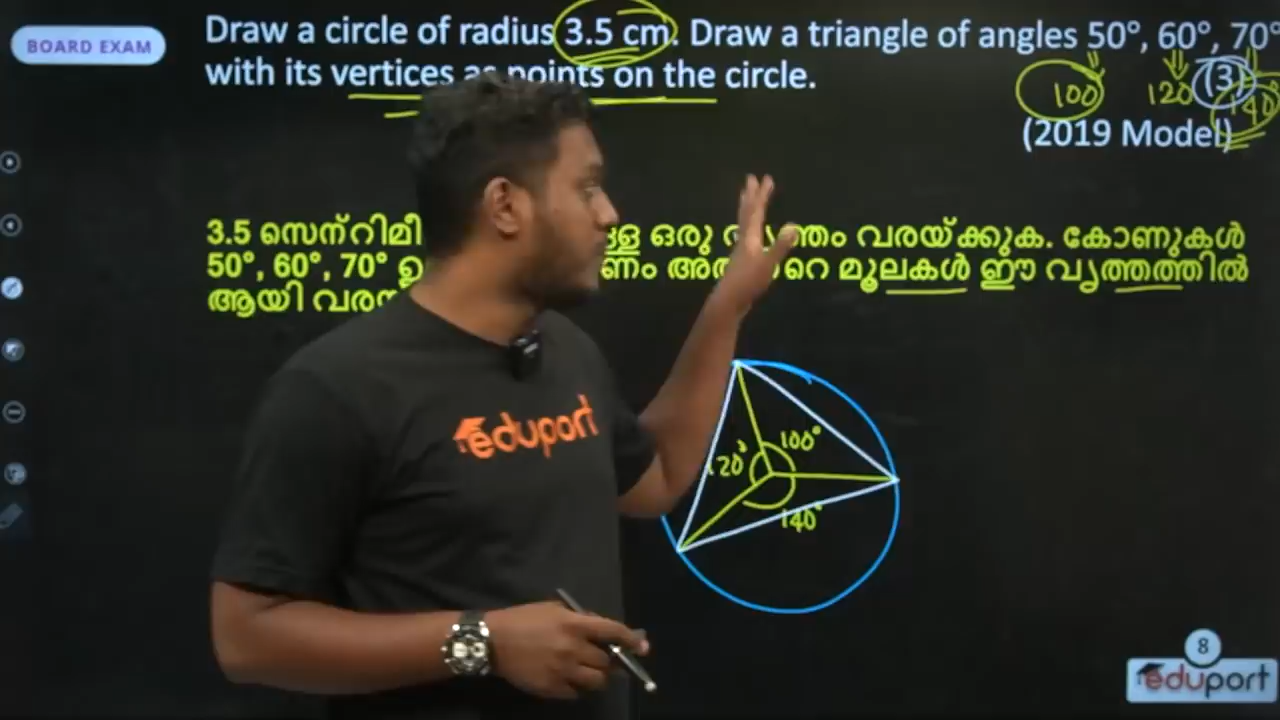 BOARD EXAM
Draw a circle of radius 3.5 cm. Draw a triangle of angles 50°, 60°, 70°
with its vertices as points on the circle.
(3)
100 120 140°
(2019 Model)
3.5 ഒരു വരയ്ക്കുക. കോണുകൾ
50°, 60°, 70° മൂലകൾ ഈ വൃത്തത്തിൽ
ആയി
eduport
100°
120°
140°
8
eduport